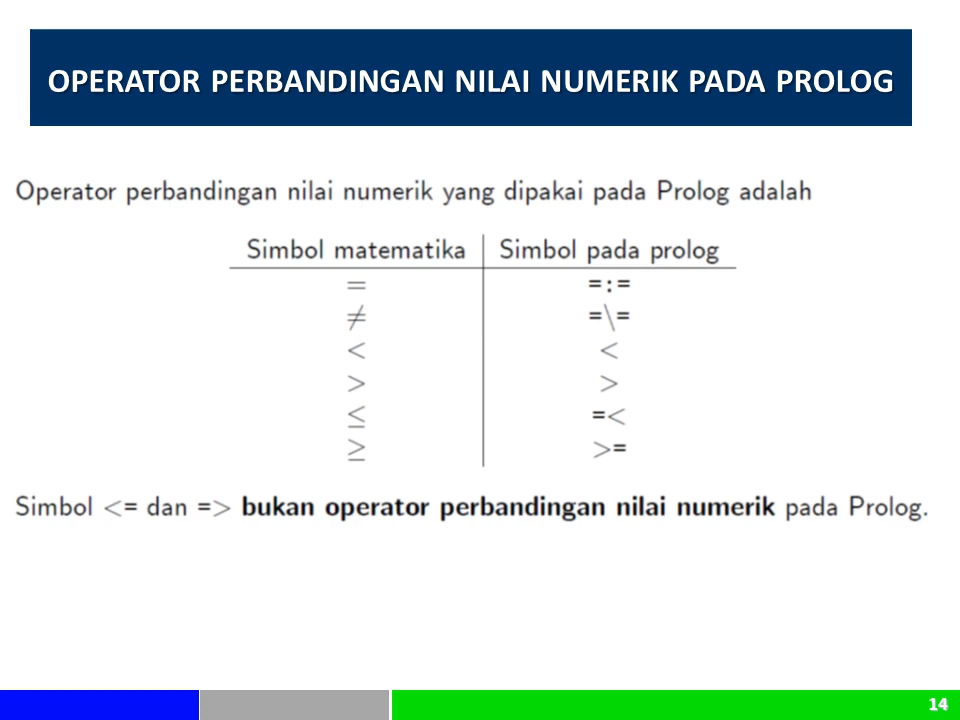 OPERATOR PERBANDINGAN NILAI NUMERIK PADA PROLOG
Operator perbandingan nilai numerik yang dipakai pada Prolog adalah
Simbol matematika Simbol pada prolog
= =:=
≠ =\=
< <
> >
≤ =<
≥ >=
Simbol <= dan => bukan operator perbandingan nilai numerik pada Prolog.
14